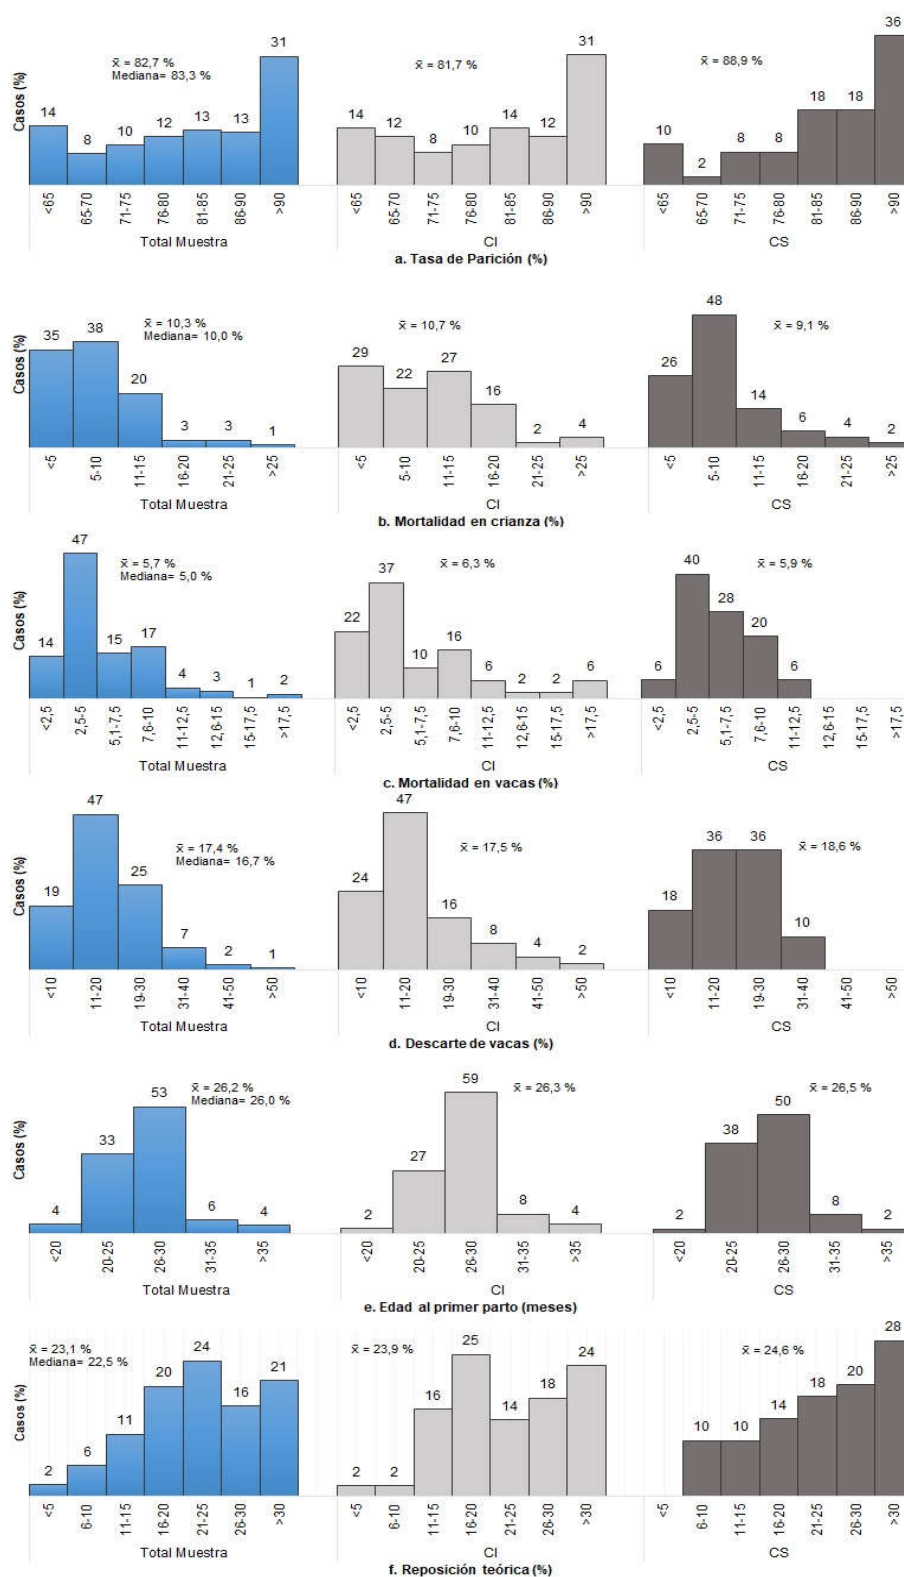 x̄ = 82,7 %
Mediana= 83,3 %
x̄ = 81,7 %
x̄ = 88,9 %
Casos (%)
14 8 10 12 13 13 31
14 12 8 10 14 12 31
10 2 8 8 18 18 36
<65 65-70 71-75 76-80 81-85 86-90 >90
<65 65-70 71-75 76-80 81-85 86-90 >90
<65 65-70 71-75 76-80 81-85 86-90 >90
Total Muestra CI CS
a. Tasa de Parición (%)
x̄ = 10,3 %
Mediana= 10,0 %
x̄ = 10,7 %
x̄ = 9,1 %
Casos (%)
35 38 20 3 3 1
29 22 27 16 2 4
26 48 14 6 4 2
<5 5-10 11-15 16-20 21-25 >25
<5 5-10 11-15 16-20 21-25 >25
<5 5-10 11-15 16-20 21-25 >25
Total Muestra CI CS
b. Mortalidad en crianza (%)
x̄ = 5,7 %
Mediana= 5,0 %
x̄ = 6,3 %
x̄ = 5,9 %
Casos (%)
14 47 15 17 4 3 1 2
22 37 10 16 6 2 2 6
6 40 28 20 6
<2,5 2,5-5 5,1-7,5 7,6-10 11-12,5 12,6-15 15-17,5 >17,5
<2,5 2,5-5 5,1-7,5 7,6-10 11-12,5 12,6-15 15-17,5 >17,5
<2,5 2,5-5 5,1-7,5 7,6-10 11-12,5 12,6-15 15-17,5 >17,5
Total Muestra CI CS
c. Mortalidad en vacas (%)
x̄ = 17,4 %
Mediana= 16,7 %
x̄ = 17,5 %
x̄ = 18,6 %
Casos (%)
19 47 25 7 2 1
24 47 16 8 4 2
18 36 36 10
<10 11-20 19-30 31-40 41-50 >50
<10 11-20 19-30 31-40 41-50 >50
<10 11-20 19-30 31-40 41-50 >50
Total Muestra CI CS
d. Descarte de vacas (%)
x̄ = 26,2 %
Mediana= 26,0 %
x̄ = 26,3 %
x̄ = 26,5 %
Casos (%)
4 33 53 6 4
2 27 59 8 4
2 38 50 8 2
<20 20-25 26-30 31-35 >35
<20 20-25 26-30 31-35 >35
<20 20-25 26-30 31-35 >35
Total Muestra CI CS
e. Edad al primer parto (meses)
x̄ = 23,1 %
Mediana= 22,5 %
x̄ = 23,9 %
x̄ = 24,6 %
Casos (%)
2 6 11 20 24 16 21
2 2 16 25 14 18 24
10 10 14 18 20 28
<5 6-10 11-15 16-20 21-25 26-30 >30
<5 6-10 11-15 16-20 21-25 26-30 >30
<5 6-10 11-15 16-20 21-25 26-30 >30
Total Muestra CI CS
f. Reposición teórica (%)